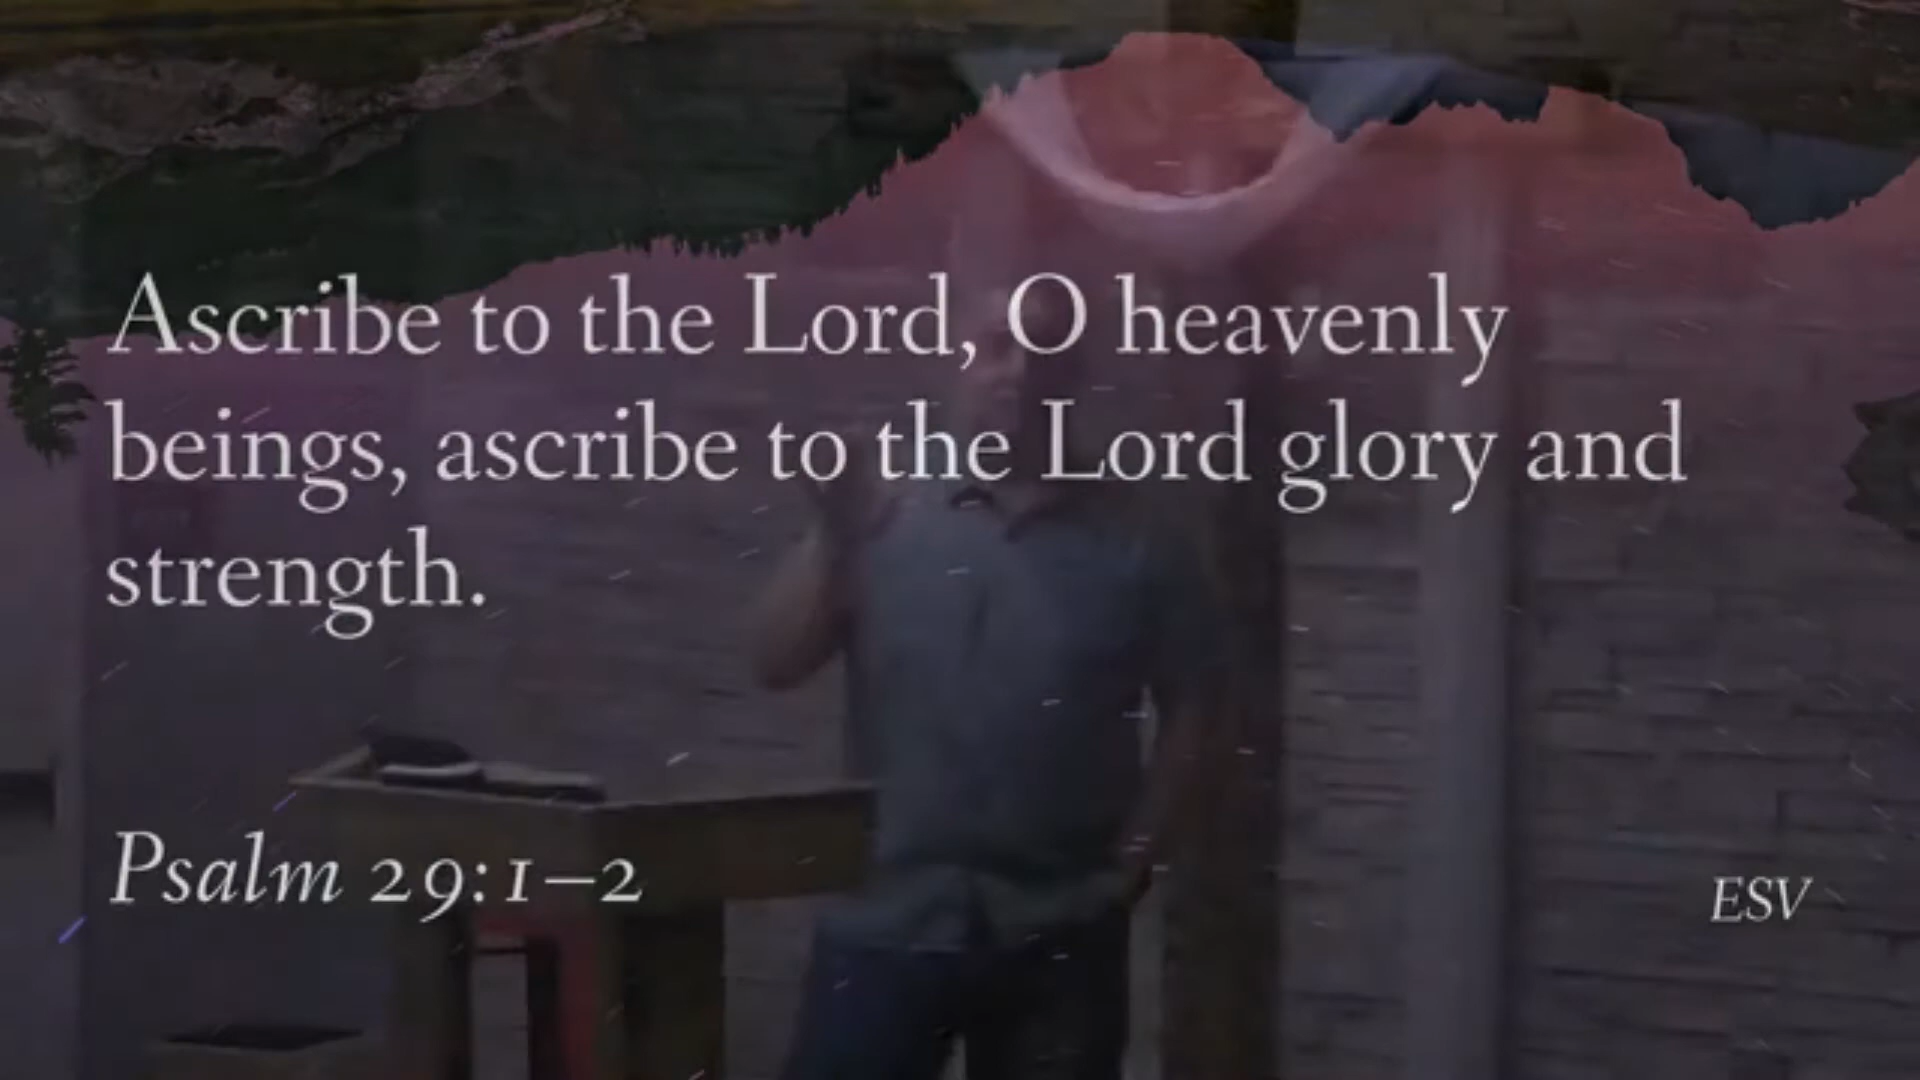 Ascribe to the Lord, O heavenly
beings, ascribe to the Lord glory and
strength.
Psalm 29:1–2
ESV